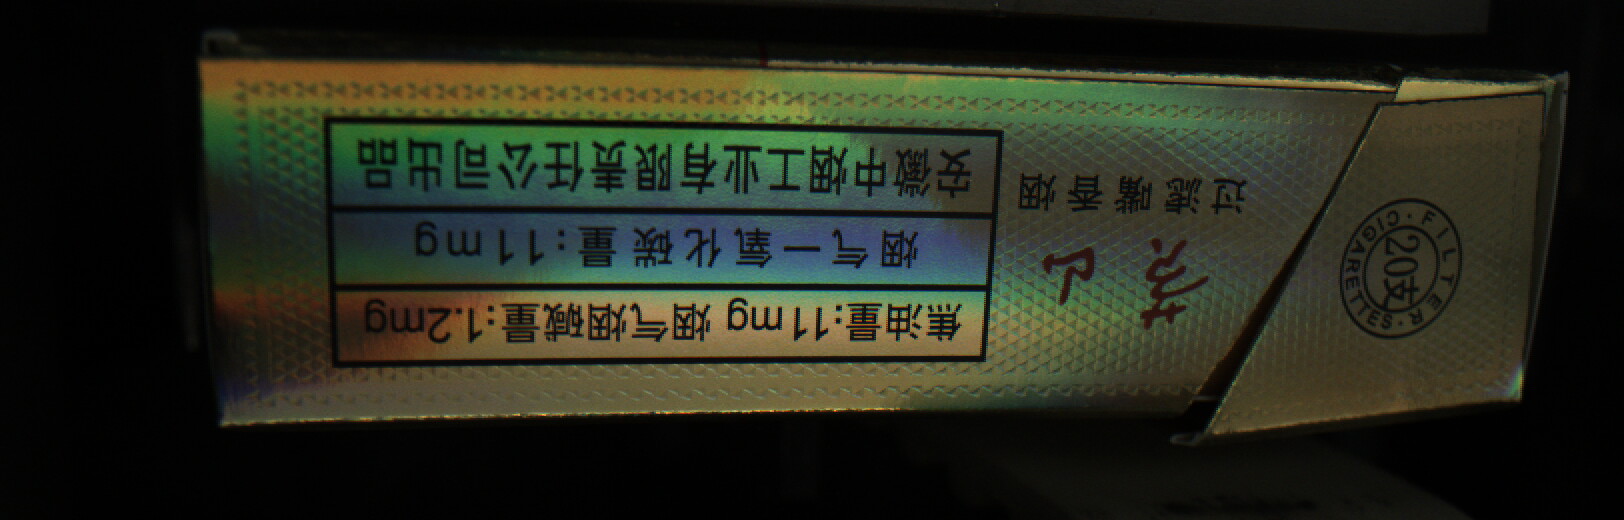 20支
FILTER
·CIGARETTES·
黄山
过滤嘴香烟
焦油量:11mg 烟气烟碱量:1.2mg
烟气一氧化碳量:11mg
安徽中烟工业有限责任公司出品